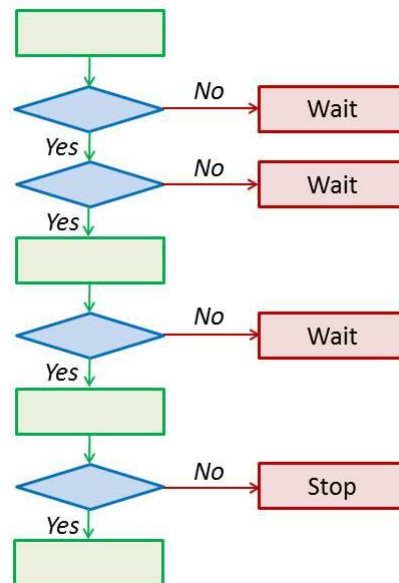 No
Wait
Yes
No
Wait
Yes
No
Wait
Yes
No
Stop
Yes